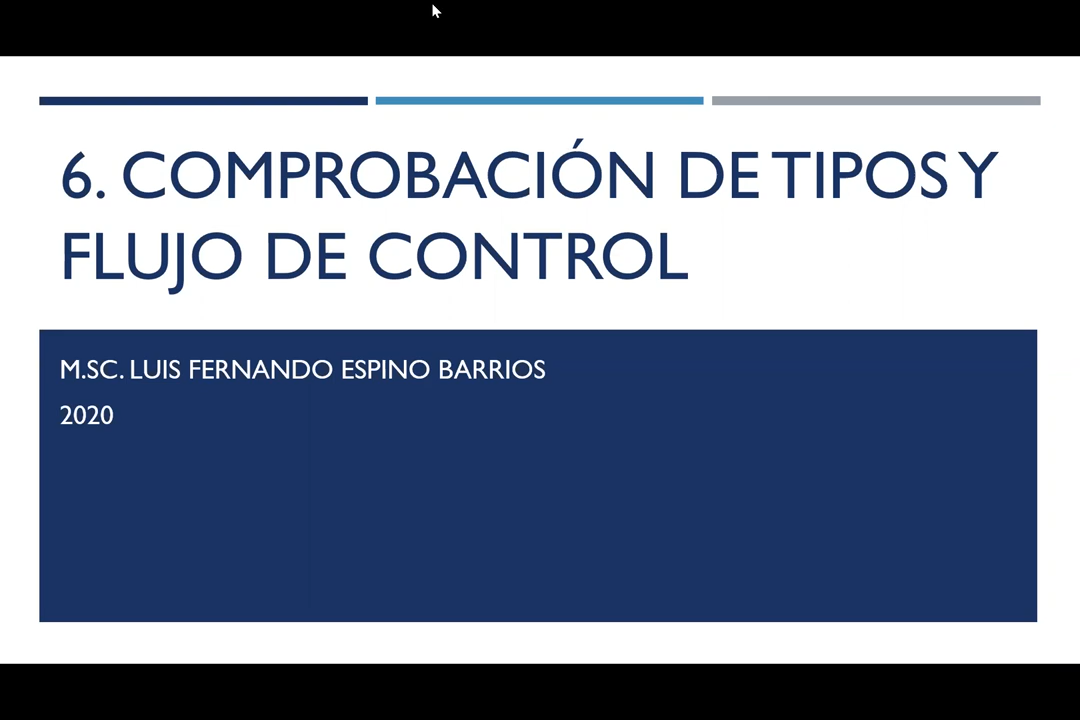 6. COMPROBACIÓN DE TIPOS Y
FLUJO DE CONTROL
M.SC. LUIS FERNANDO ESPINO BARRIOS
2020